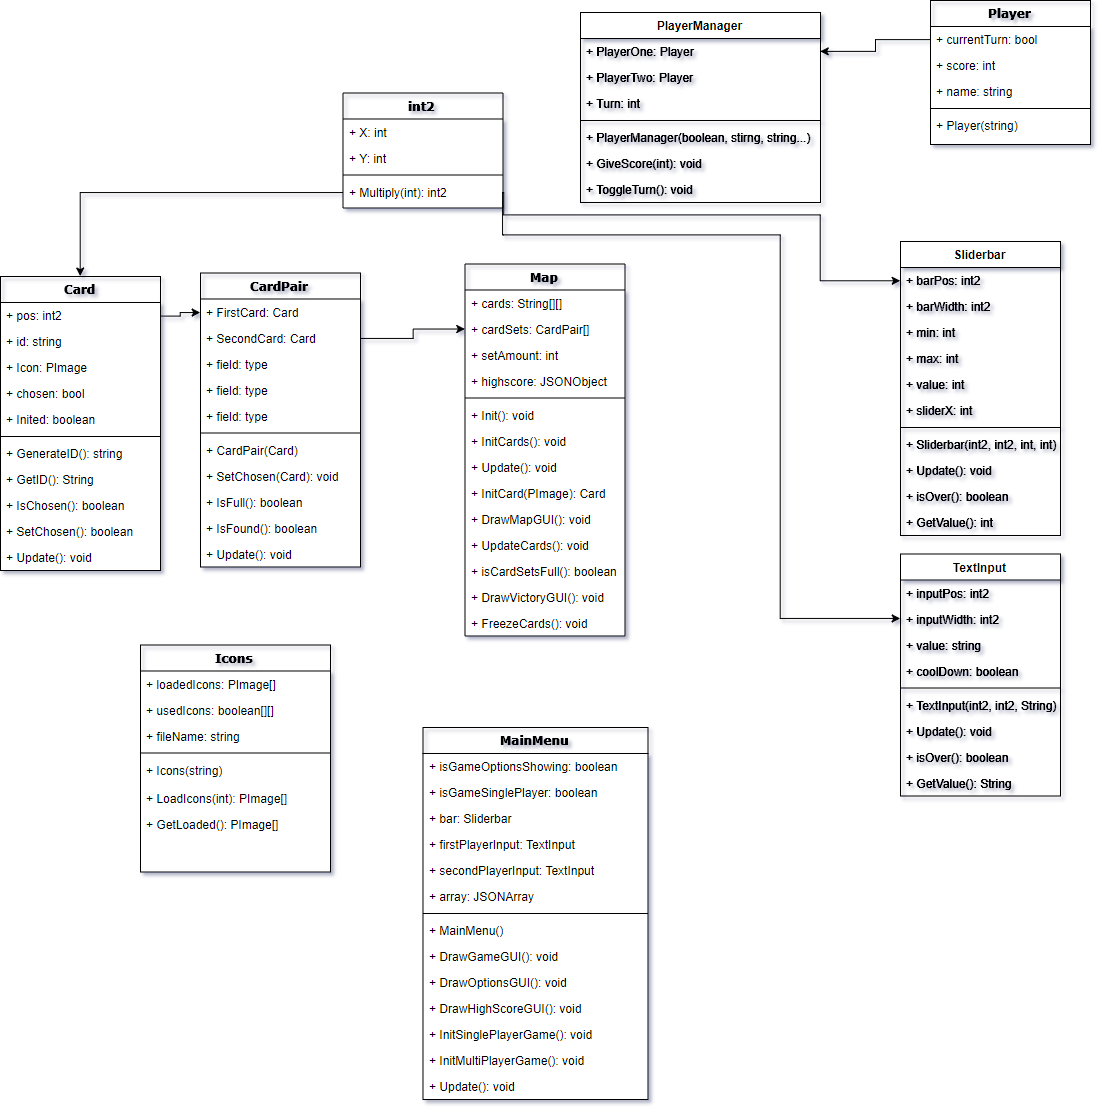 PlayerManager
+ PlayerOne: Player
+ PlayerTwo: Player
+ Turn: int
+ PlayerManager(boolean, stirng, string...)
+ GiveScore(int): void
+ ToggleTurn(): void
Player
+ currentTurn: bool
+ score: int
+ name: string
+ Player(string)
int2
+ X: int
+ Y: int
+ Multiply(int): int2
Card
+ pos: int2
+ id: string
+ Icon: PImage
+ chosen: bool
+ Inited: boolean
+ GenerateID(): string
+ GetID(): String
+ IsChosen(): boolean
+ SetChosen(): boolean
+ Update(): void
CardPair
+ FirstCard: Card
+ SecondCard: Card
+ field: type
+ field: type
+ field: type
+ CardPair(Card)
+ SetChosen(Card): void
+ IsFull(): boolean
+ IsFound(): boolean
+ Update(): void
Map
+ cards: String[][]
+ cardSets: CardPair[]
+ setAmount: int
+ highscore: JSONObject
+ Init(): void
+ InitCards(): void
+ Update(): void
+ InitCard(PImage): Card
+ DrawMapGUI(): void
+ UpdateCards(): void
+ isCardSetsFull(): boolean
+ DrawVictoryGUI(): void
+ FreezeCards(): void
Sliderbar
+ barPos: int2
+ barWidth: int2
+ min: int
+ max: int
+ value: int
+ sliderX: int
+ Sliderbar(int2, int2, int, int)
+ Update(): void
+ isOver(): boolean
+ GetValue(): int
TextInput
+ inputPos: int2
+ inputWidth: int2
+ value: string
+ coolDown: boolean
+ TextInput(int2, int2, String)
+ Update(): void
+ isOver(): boolean
+ GetValue(): String
Icons
+ loadedIcons: PImage[]
+ usedIcons: boolean[][]
+ fileName: string
+ Icons(string)
+ LoadIcons(int): PImage[]
+ GetLoaded(): PImage[]
MainMenu
+ isGameOptionsShowing: boolean
+ isGameSinglePlayer: boolean
+ bar: Sliderbar
+ firstPlayerInput: TextInput
+ secondPlayerInput: TextInput
+ array: JSONArray
+ MainMenu()
+ DrawGameGUI(): void
+ DrawOptionsGUI(): void
+ DrawHighScoreGUI(): void
+ InitSinglePlayerGame(): void
+ InitMultiPlayerGame(): void
+ Update(): void